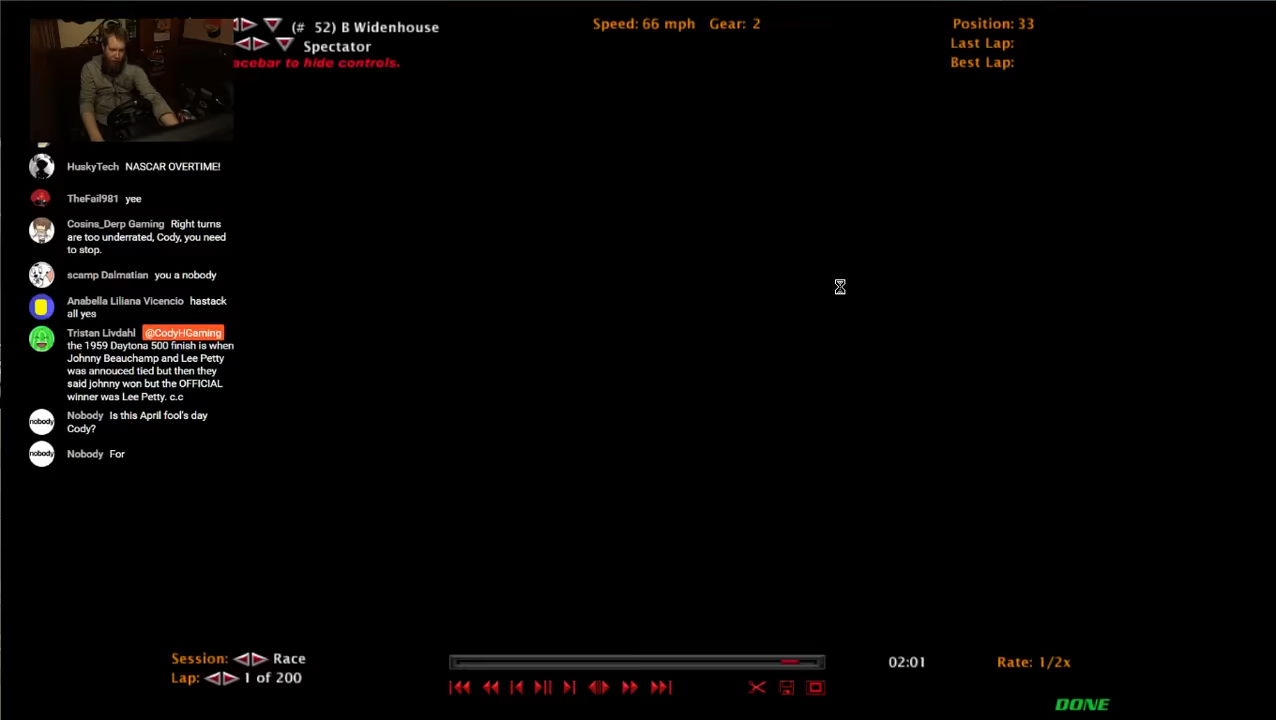 (# 52) B Widenhouse
Spectator
acebar to hide controls.
Speed: 66 mph Gear: 2
Position: 33
Last Lap:
Best Lap:
HuskyTech NASCAR OVERTIME!
TheFail981 yee
Cosins_Derp Gaming Right turns
are too underrated, Cody, you need
to stop.
scamp Dalmatian you a nobody
Anabella Liliana Vicencio hastack
all yes
Tristan Livdahl @CodyHGaming
the 1959 Daytona 500 finish is when
Johnny Beauchamp and Lee Petty
was annouced tied but then they
said johnny won but the OFFICIAL
winner was Lee Petty. c.c
nobody
Nobody Is this April fool's day
Cody?
nobody
Nobody For
Session: Race
Lap: 1 of 200
02:01
Rate: 1/2x
DONE